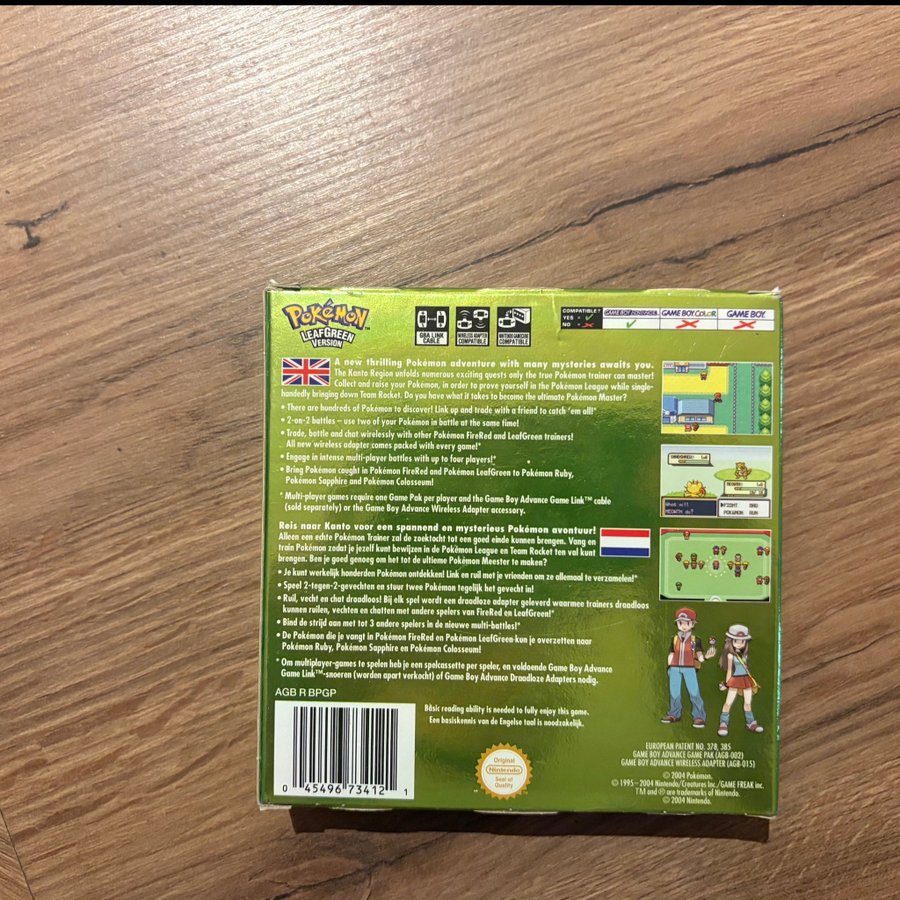 POKéMON™
LEAFGREEN
VERSION
GBA LINK
CABLE
WIRELESS ADAPTER
COMPATIBLE
NINTENDO GAMECUBE
COMPATIBLE
COMPATIBLE?
YES = ✓
NO = ✗
GAME BOY ADVANCE
GAME BOY COLOR
GAME BOY
A new thrilling Pokémon adventure with many mysteries awaits you.
The Kanto Region unfolds numerous exciting quests only the true Pokémon trainer can master!
Collect and raise your Pokémon, in order to prove yourself in the Pokémon League while single-
handedly bringing down Team Rocket. Do you have what it takes to become the ultimate Pokémon Master?
• There are hundreds of Pokémon to discover! Link up and trade with a friend to catch 'em all!*
• 2-on-2 battles – use two of your Pokémon in battle at the same time!
• Trade, battle and chat wirelessly with other Pokémon FireRed and LeafGreen trainers!
All new wireless adapter comes packed with every game!*
• Engage in intense multi-player battles with up to four players!*
• Bring Pokémon caught in Pokémon FireRed and Pokémon LeafGreen to Pokémon Ruby,
Pokémon Sapphire and Pokémon Colosseum!
* Multi-player games require one Game Pak per player and the Game Boy Advance Game Link™ cable
(sold separately) or the Game Boy Advance Wireless Adapter accessory.
What will
MEOWTH do?
FIGHT BAG
POKéMON RUN
Reis naar Kanto voor een spannend en mysterieus Pokémon avontuur!
Alleen een echte Pokémon Trainer zal de zoektocht tot een goed einde kunnen brengen. Vang en
train Pokémon zodat je jezelf kunt bewijzen in de Pokémon League en Team Rocket ten val kunt
brengen. Ben je goed genoeg om het tot de ultieme Pokémon Meester te maken?
• Je kunt werkelijk honderden Pokémon ontdekken! Link en ruil met je vrienden om ze allemaal te verzamelen!*
• Speel 2-tegen-2-gevechten en stuur twee Pokémon tegelijk het gevecht in!
• Ruil, vecht en chat draadloos! Bij elk spel wordt een draadloze adapter geleverd waarmee trainers draadloos
kunnen ruilen, vechten en chatten met andere spelers van FireRed en LeafGreen!*
• Bind de strijd aan met tot 3 andere spelers in de nieuwe multi-battles!*
• De Pokémon die je vangt in Pokémon FireRed en Pokémon LeafGreen kun je overzetten naar
Pokémon Ruby, Pokémon Sapphire en Pokémon Colosseum!
* Om multiplayer-games te spelen heb je een spelcassette per speler, en voldoende Game Boy Advance
Game Link™-snoeren (worden apart verkocht) of Game Boy Advance Draadloze Adapters nodig.
AGB R BPGP
Basic reading ability is needed to fully enjoy this game.
Een basiskennis van de Engelse taal is noodzakelijk.
0 45496 73412 1
Original
Nintendo
Seal of
Quality
EUROPEAN PATENT NO. 378, 385
GAME BOY ADVANCE GAME PAK (AGB-002)
GAME BOY ADVANCE WIRELESS ADAPTER (AGB-015)
© 2004 Pokémon.
© 1995–2004 Nintendo/Creatures Inc./GAME FREAK inc.
TM and ® are trademarks of Nintendo.
© 2004 Nintendo.